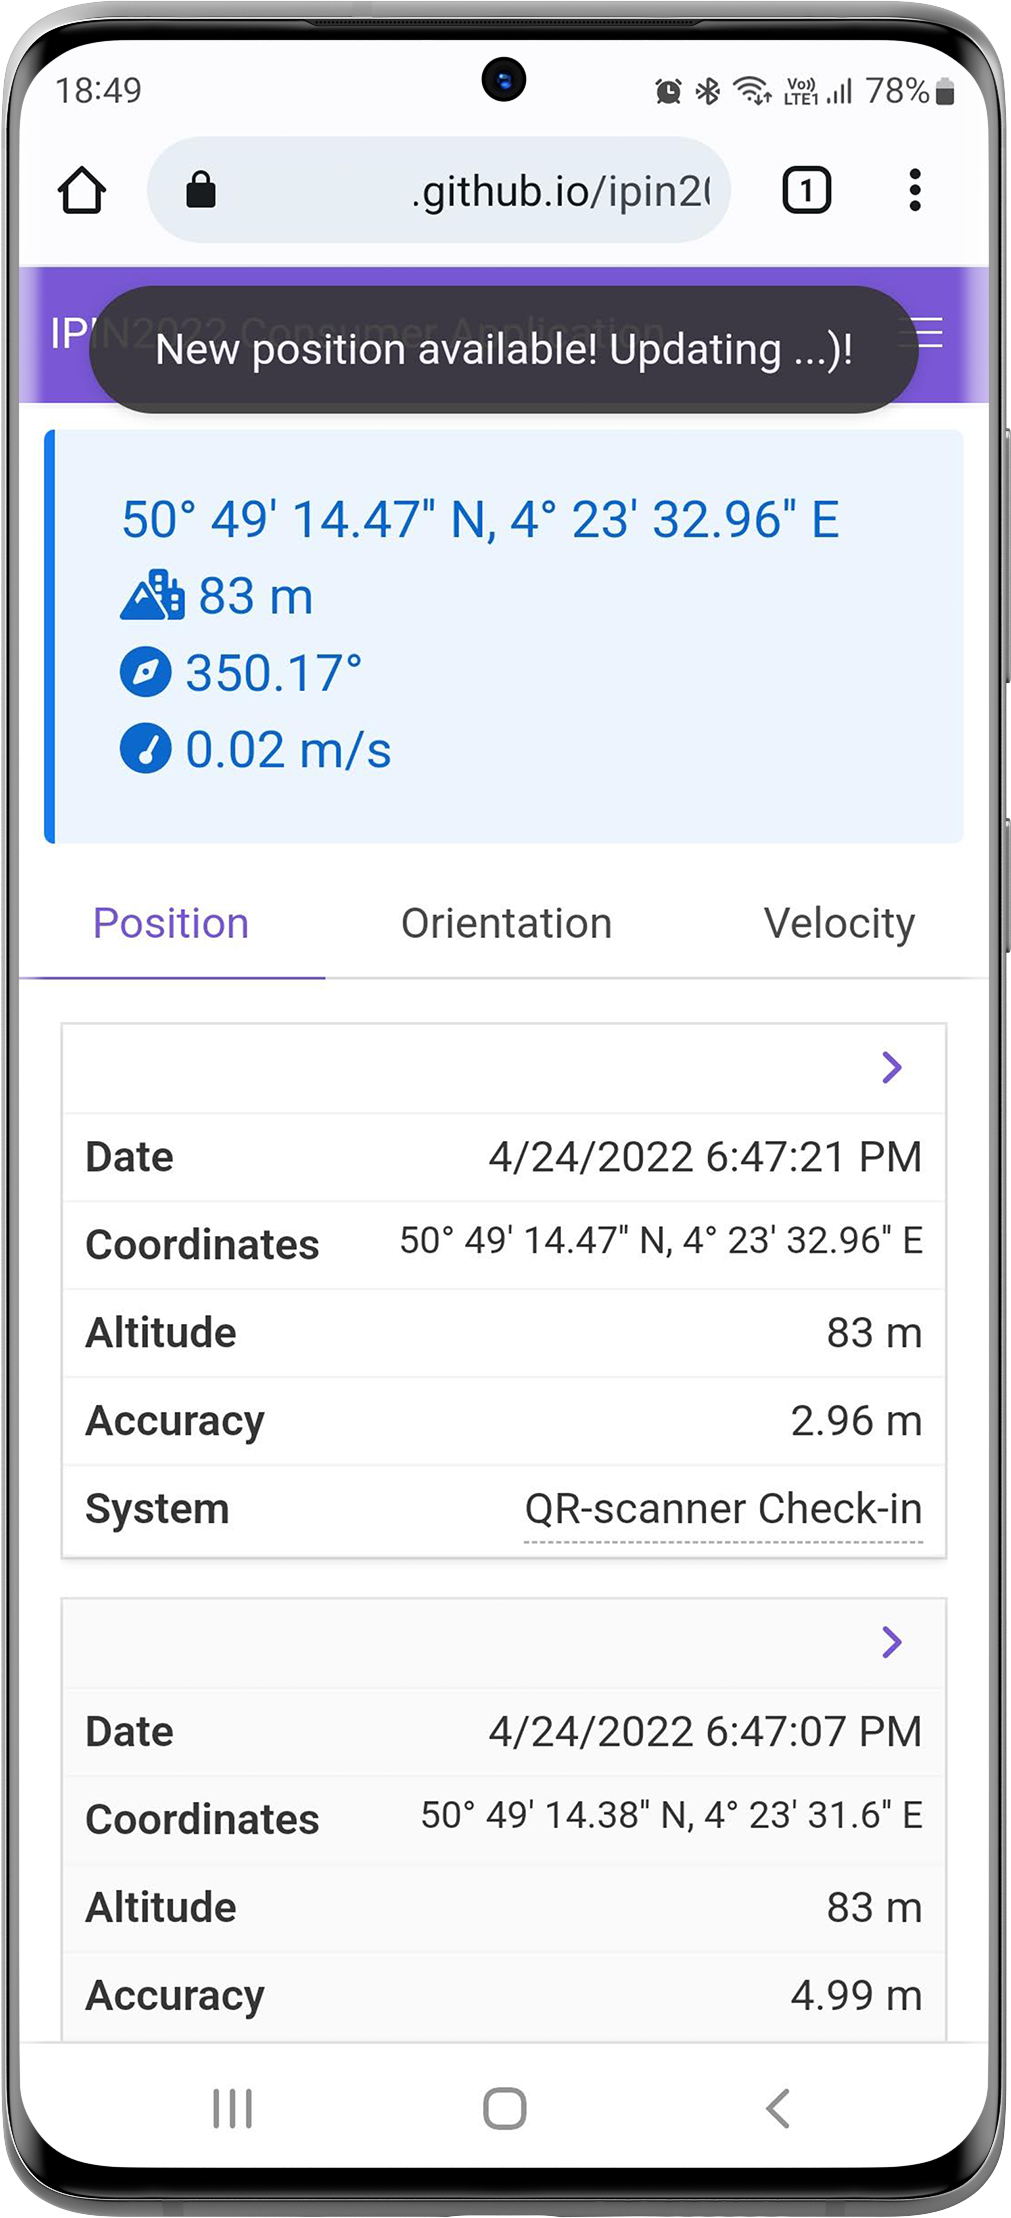 18:49
Vo)) LTE1 78%
.github.io/ipin2
1
IPIN2022 Consumer Application
New position available! Updating ...)!
50° 49' 14.47" N, 4° 23' 32.96" E
83 m
350.17°
0.02 m/s
Position Orientation Velocity
Date 4/24/2022 6:47:21 PM
Coordinates 50° 49' 14.47" N, 4° 23' 32.96" E
Altitude 83 m
Accuracy 2.96 m
System QR-scanner Check-in
Date 4/24/2022 6:47:07 PM
Coordinates 50° 49' 14.38" N, 4° 23' 31.6" E
Altitude 83 m
Accuracy 4.99 m